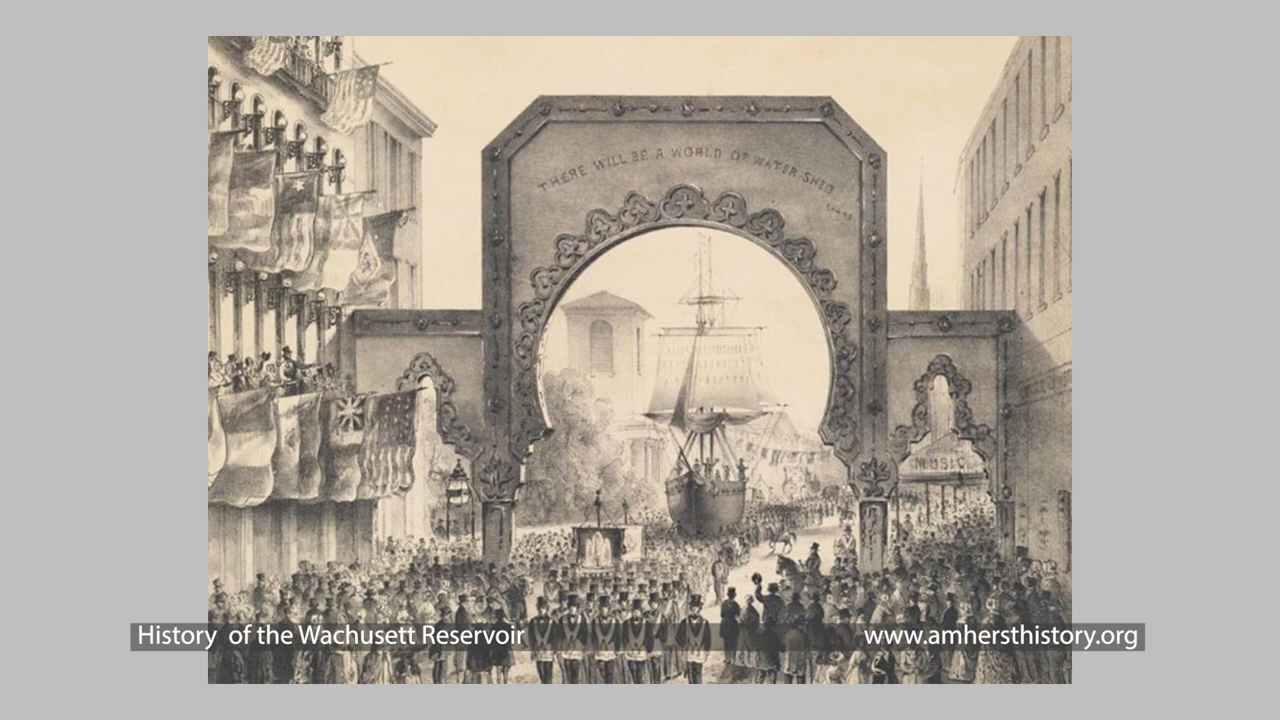 THERE WILL BE A WORLD OF WATER SHED
MUSIC
History of the Wachusett Reservoir
www.amhersthistory.org